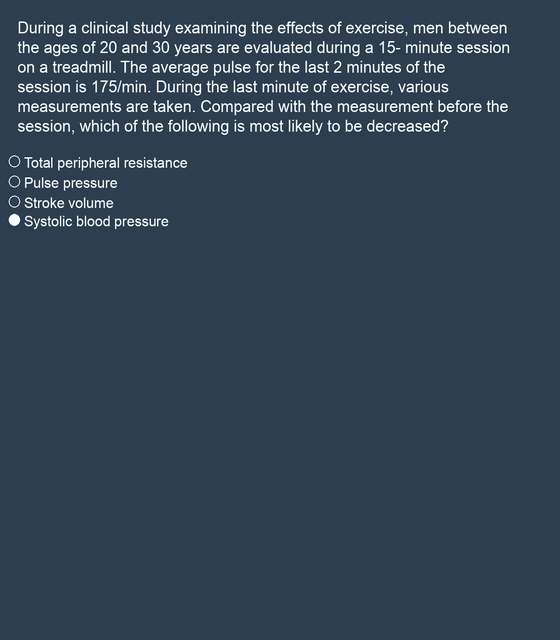 During a clinical study examining the effects of exercise, men between
the ages of 20 and 30 years are evaluated during a 15- minute session
on a treadmill. The average pulse for the last 2 minutes of the
session is 175/min. During the last minute of exercise, various
measurements are taken. Compared with the measurement before the
session, which of the following is most likely to be decreased?
Total peripheral resistance
Pulse pressure
Stroke volume
Systolic blood pressure